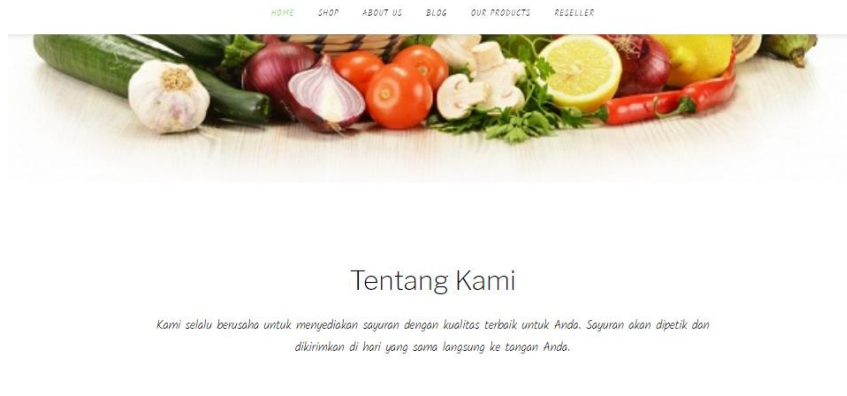 HOME SHOP ABOUT US BLOG OUR PRODUCTS RESELLER
Tentang Kami
Kami selalu berusaha untuk menyediakan sayuran dengan kualitas terbaik untuk Anda. Sayuran akan dipetik dan
dikirimkan di hari yang sama langsung ke tangan Anda.